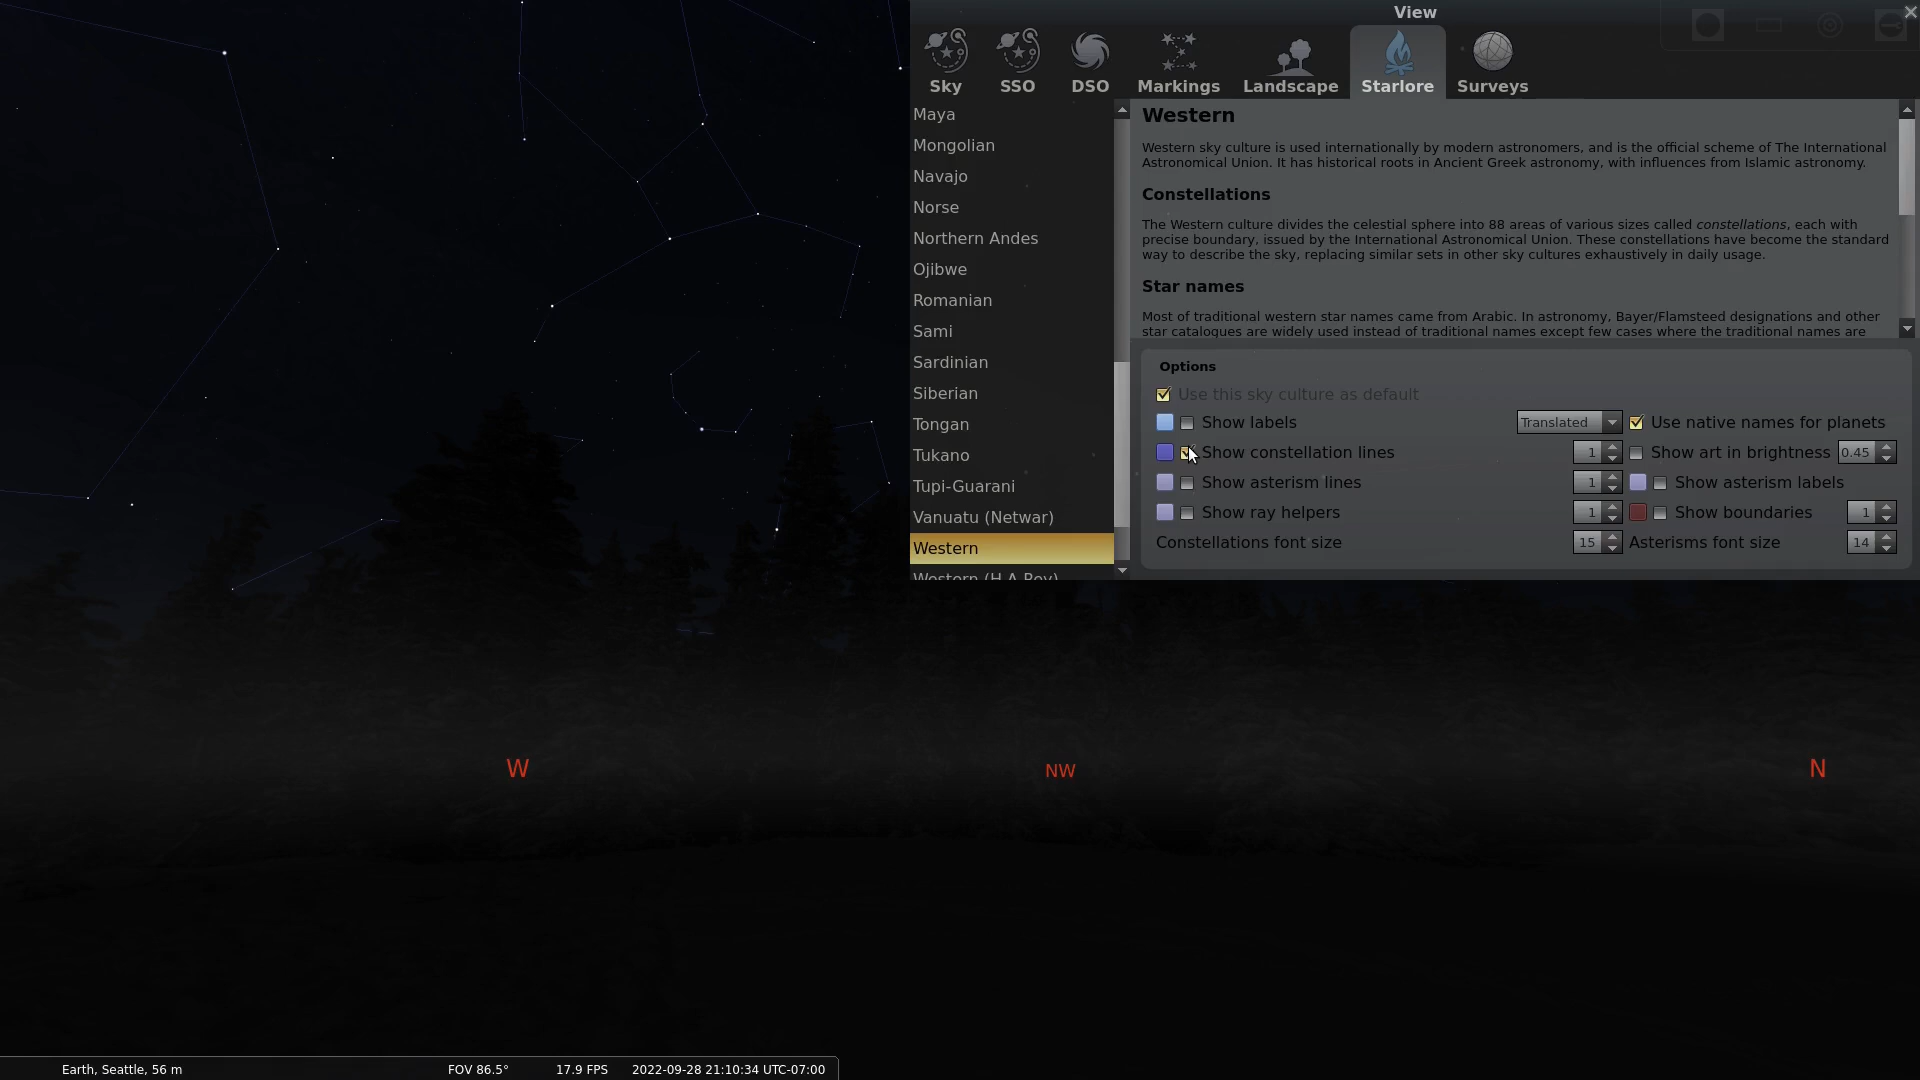 View
Sky
SSO
DSO
Markings
Landscape
Starlore
Surveys
Maya
Mongolian
Navajo
Norse
Northern Andes
Ojibwe
Romanian
Sami
Sardinian
Siberian
Tongan
Tukano
Tupi-Guarani
Vanuatu (Netwar)
Western
Western (H.A.Rey)
Western
Western sky culture is used internationally by modern astronomers, and is the official scheme of The International
Astronomical Union. It has historical roots in Ancient Greek astronomy, with influences from Islamic astronomy.
Constellations
The Western culture divides the celestial sphere into 88 areas of various sizes called constellations, each with
precise boundary, issued by the International Astronomical Union. These constellations have become the standard
way to describe the sky, replacing similar sets in other sky cultures exhaustively in daily usage.
Star names
Most of traditional western star names came from Arabic. In astronomy, Bayer/Flamsteed designations and other
star catalogues are widely used instead of traditional names except few cases where the traditional names are
Options
Use this sky culture as default
Show labels
Translated
Use native names for planets
Show constellation lines
1
Show art in brightness
0.45
Show asterism lines
1
Show asterism labels
Show ray helpers
1
Show boundaries
1
Constellations font size
15
Asterisms font size
14
W
NW
N
Earth, Seattle, 56 m
FOV 86.5°
17.9 FPS
2022-09-28 21:10:34 UTC-07:00